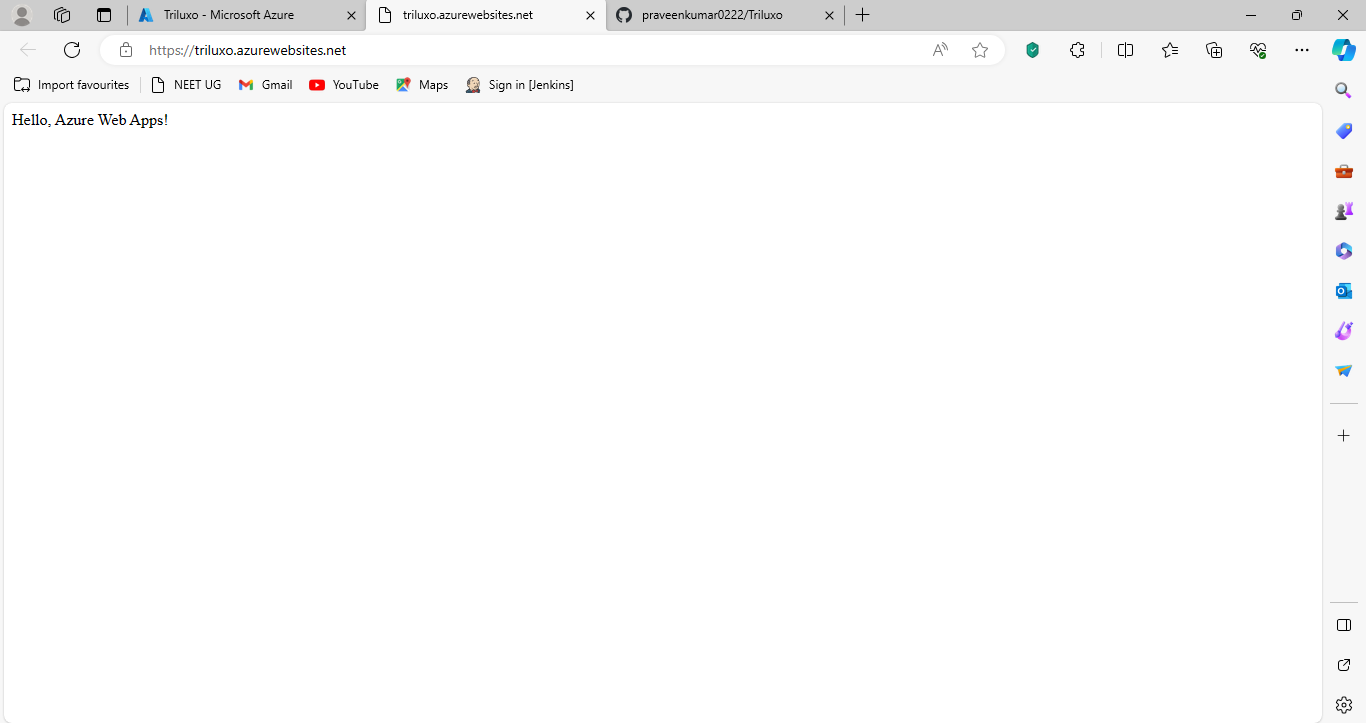 Triluxo - Microsoft Azure
triluxo.azurewebsites.net
praveenkumar0222/Triluxo
https://triluxo.azurewebsites.net
Import favourites
NEET UG
Gmail
YouTube
Maps
Sign in [Jenkins]
Hello, Azure Web Apps!